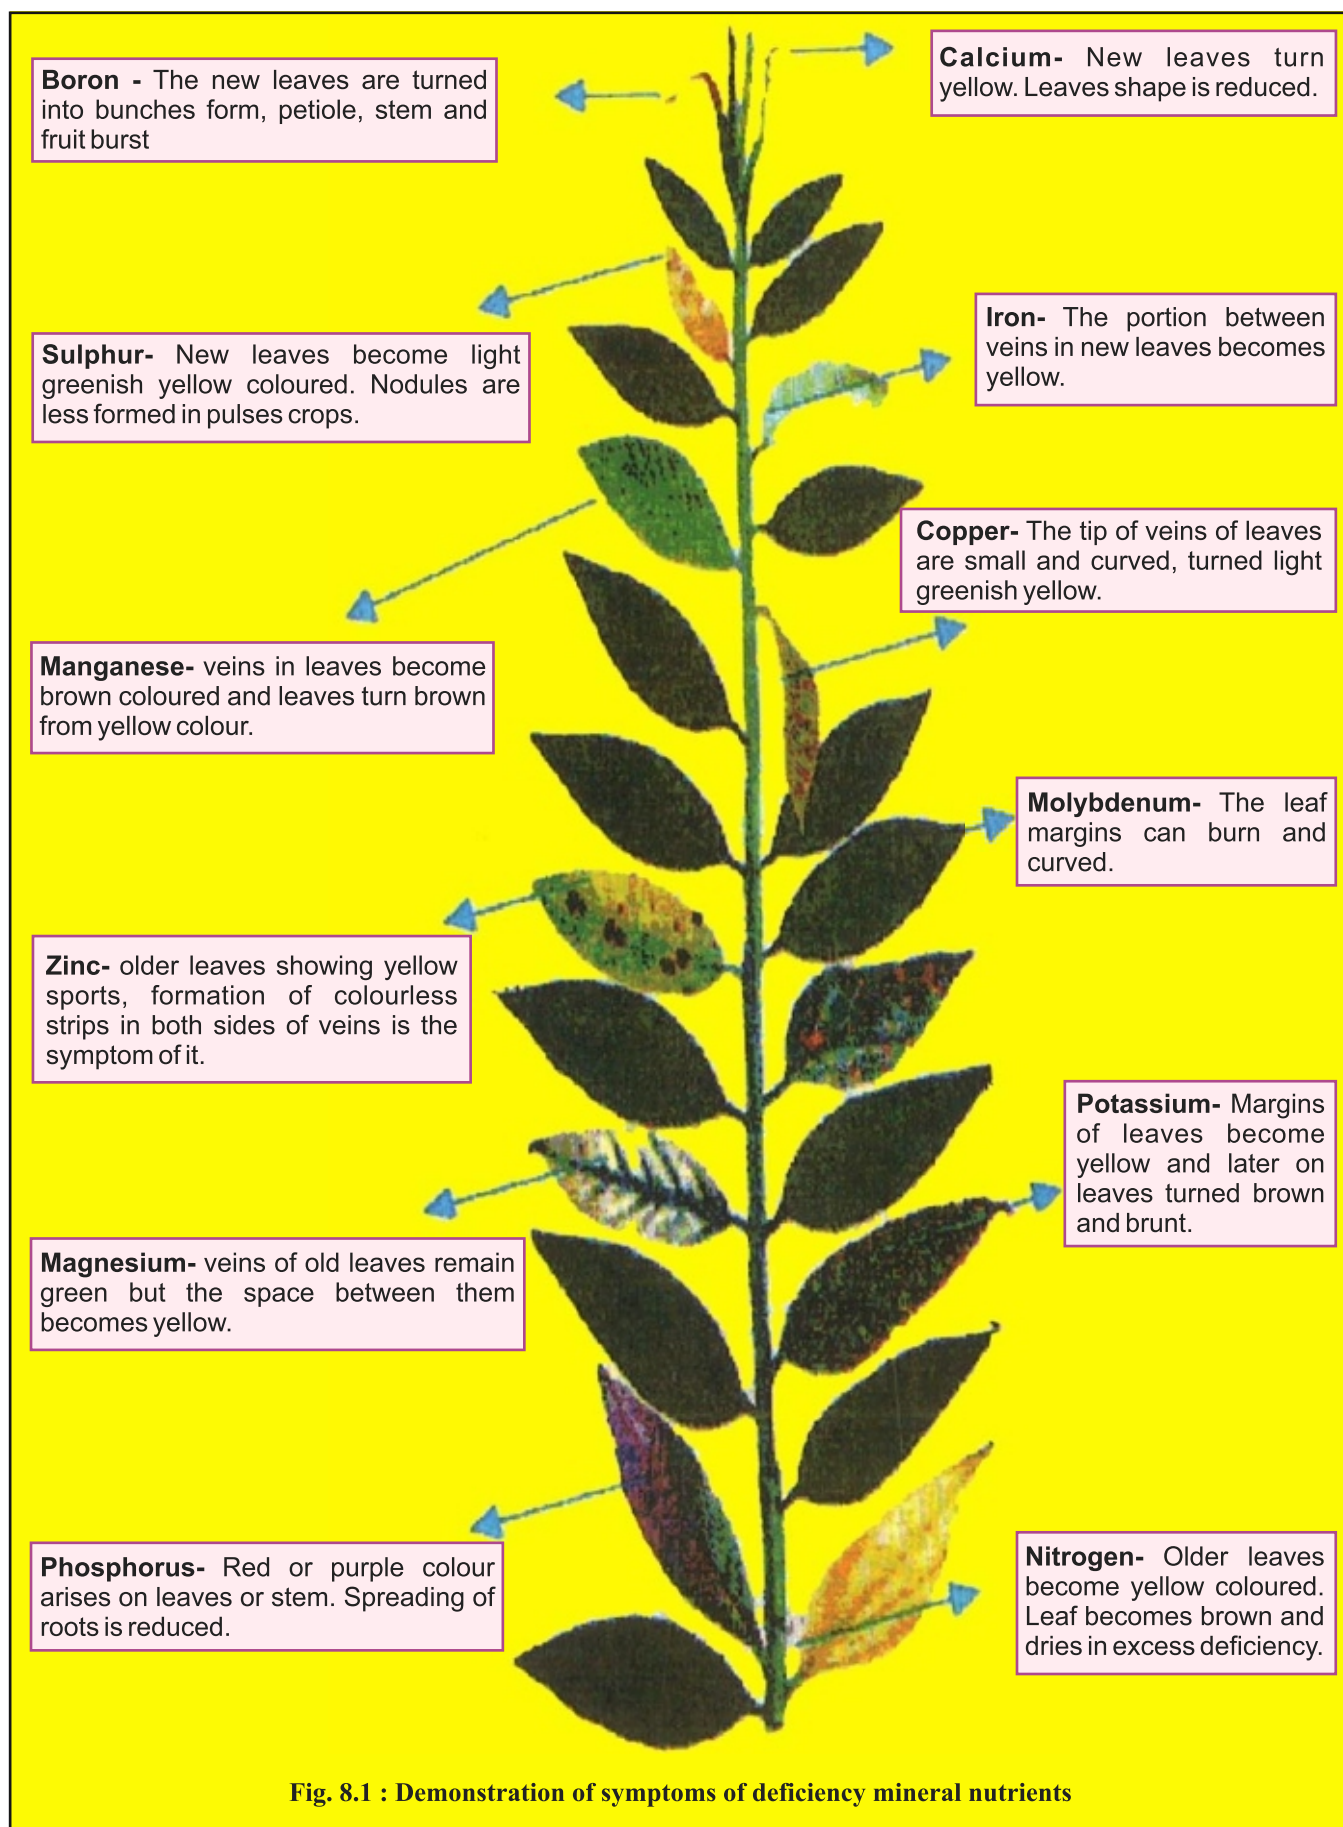 Boron - The new leaves are turned
into bunches form, petiole, stem and
fruit burst
Calcium- New leaves turn
yellow. Leaves shape is reduced.
Sulphur- New leaves become light
greenish yellow coloured. Nodules are
less formed in pulses crops.
Iron- The portion between
veins in new leaves becomes
yellow.
Copper- The tip of veins of leaves
are small and curved, turned light
greenish yellow.
Manganese- veins in leaves become
brown coloured and leaves turn brown
from yellow colour.
Molybdenum- The leaf
margins can burn and
curved.
Zinc- older leaves showing yellow
sports, formation of colourless
strips in both sides of veins is the
symptom of it.
Potassium- Margins
of leaves become
yellow and later on
leaves turned brown
and brunt.
Magnesium- veins of old leaves remain
green but the space between them
becomes yellow.
Phosphorus- Red or purple colour
arises on leaves or stem. Spreading of
roots is reduced.
Nitrogen- Older leaves
become yellow coloured.
Leaf becomes brown and
dries in excess deficiency.
Fig. 8.1 : Demonstration of symptoms of deficiency mineral nutrients